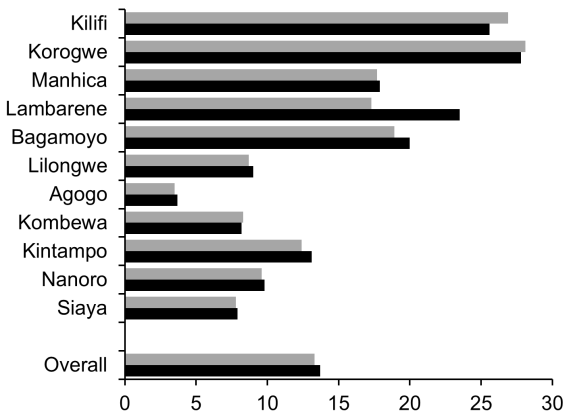 Kilifi
Korogwe
Manhica
Lambarene
Bagamoyo
Lilongwe
Agogo
Kombewa
Kintampo
Nanoro
Siaya
Overall
0 5 10 15 20 25 30